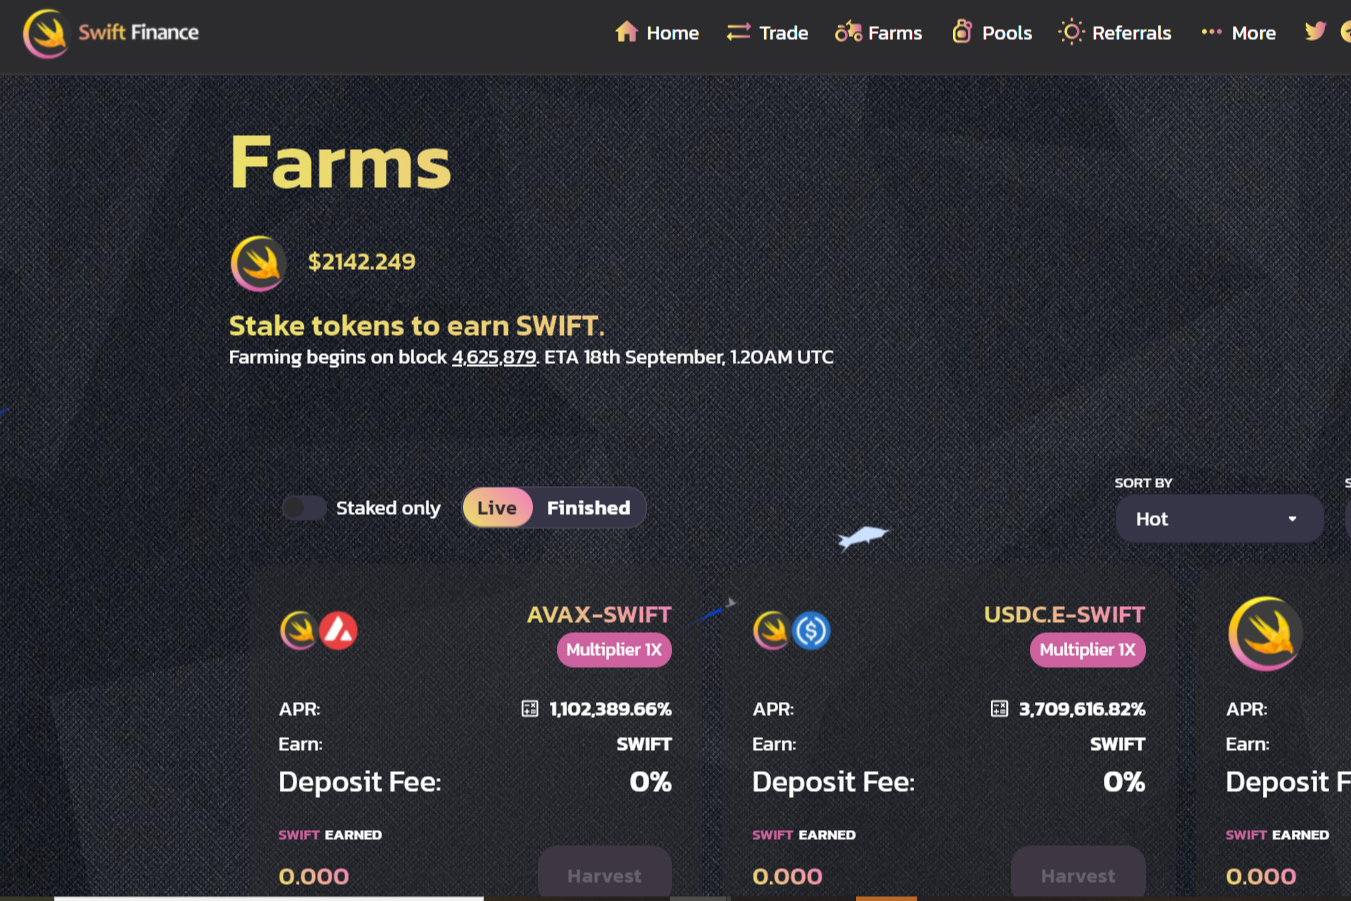 Swift Finance
Home
Trade
Farms
Pools
Referrals
More
Farms
$2142.249
Stake tokens to earn SWIFT.
Farming begins on block 4,625,879. ETA 18th September, 1.20AM UTC
Staked only
Live
Finished
SORT BY
Hot
AVAX-SWIFT
Multiplier 1X
APR:
1,102,389.66%
Earn:
SWIFT
Deposit Fee:
0%
SWIFT EARNED
0.000
Harvest
USDC.E-SWIFT
Multiplier 1X
APR:
3,709,616.82%
Earn:
SWIFT
Deposit Fee:
0%
SWIFT EARNED
0.000
Harvest
APR:
Earn:
Deposit F
SWIFT EARNED
0.000